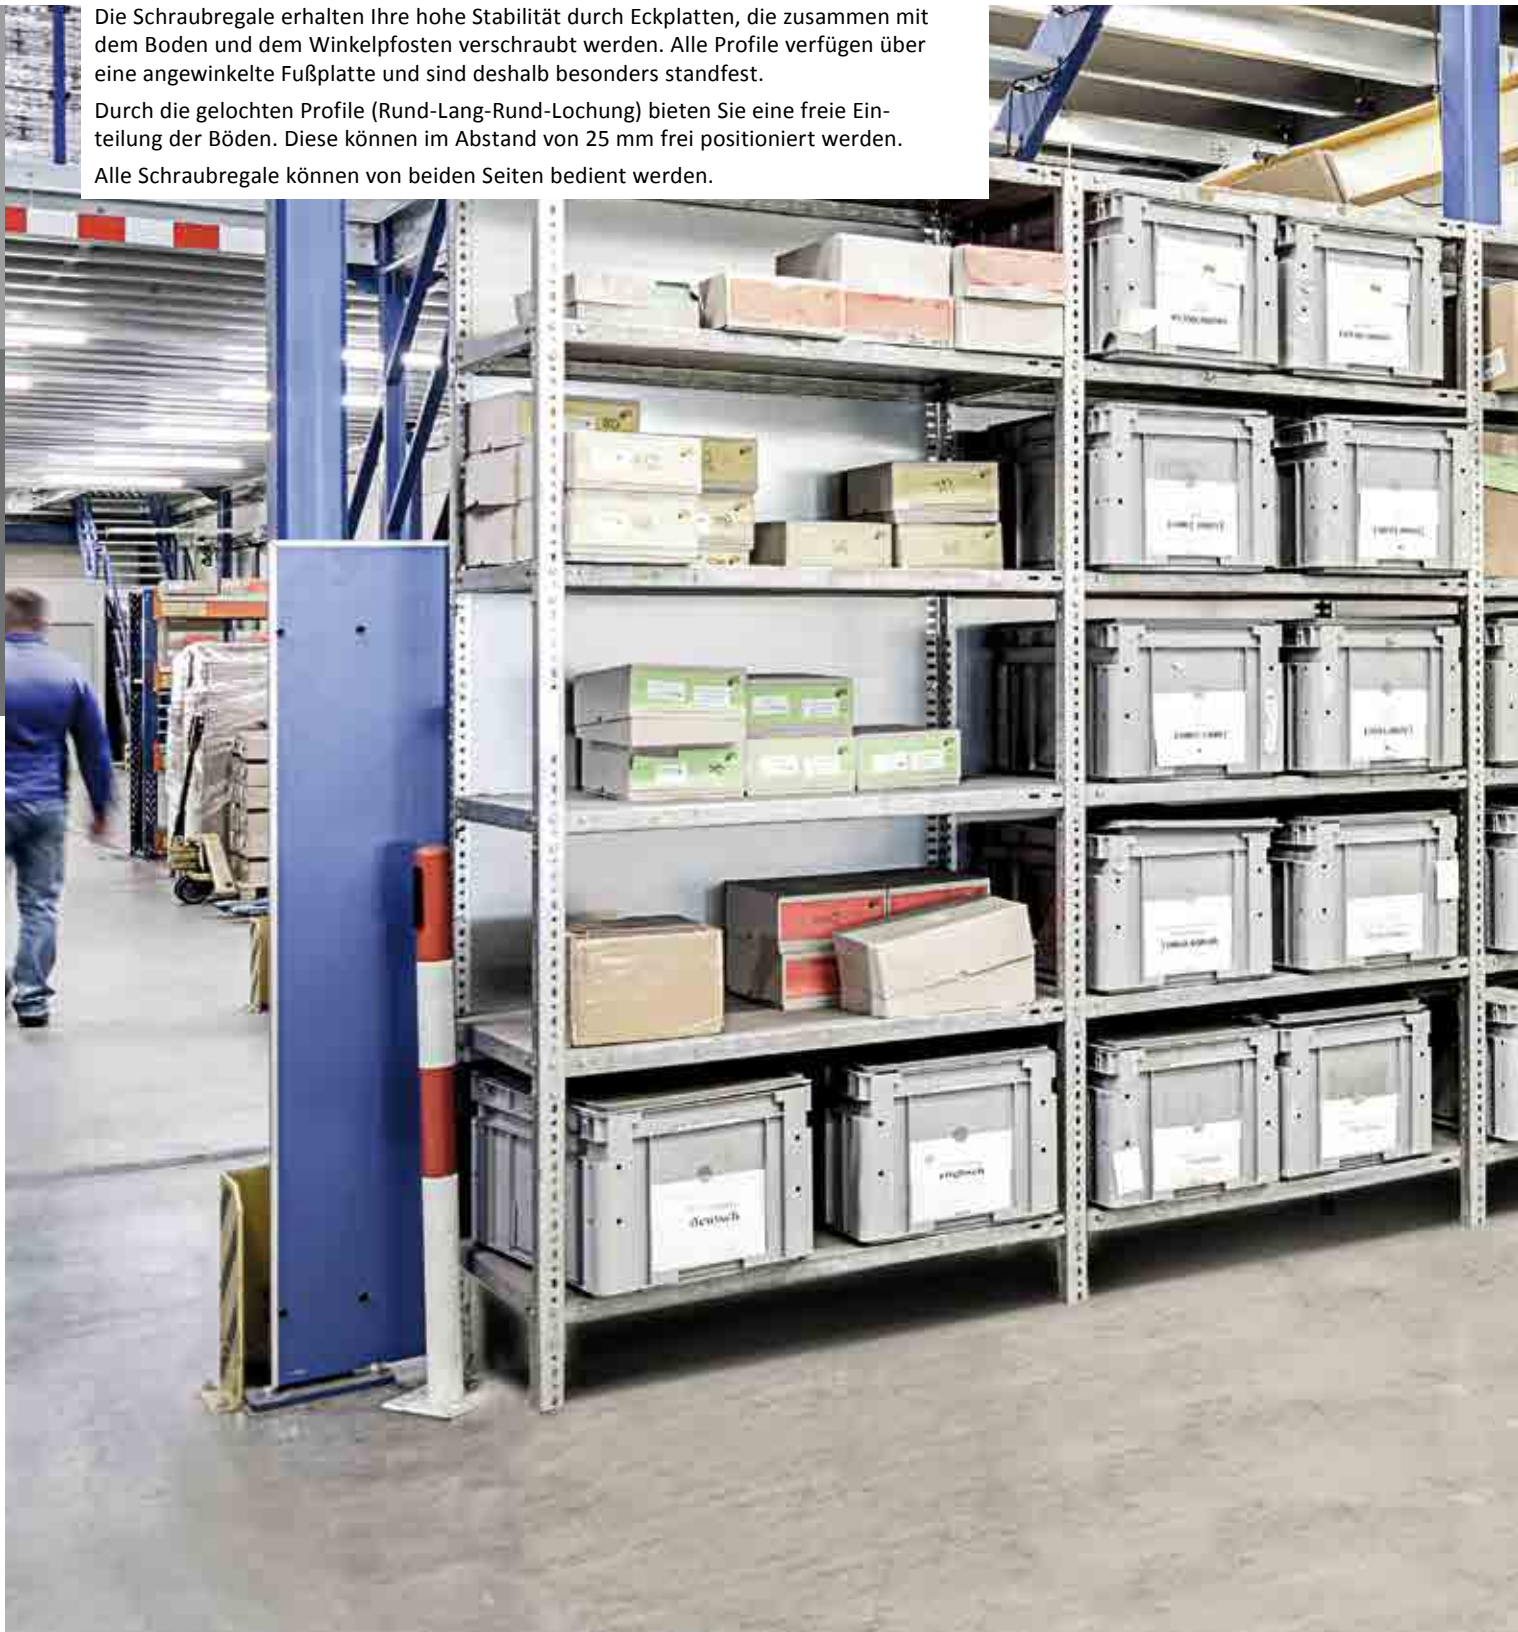 Die Schraubregale erhalten Ihre hohe Stabilität durch Eckplatten, die zusammen mit
dem Boden und dem Winkelpfosten verschraubt werden. Alle Profile verfügen über
eine angewinkelte Fußplatte und sind deshalb besonders standfest.
Durch die gelochten Profile (Rund-Lang-Rund-Lochung) bieten Sie eine freie Ein-
teilung der Böden. Diese können im Abstand von 25 mm frei positioniert werden.
Alle Schraubregale können von beiden Seiten bedient werden.
englisch
deutsch